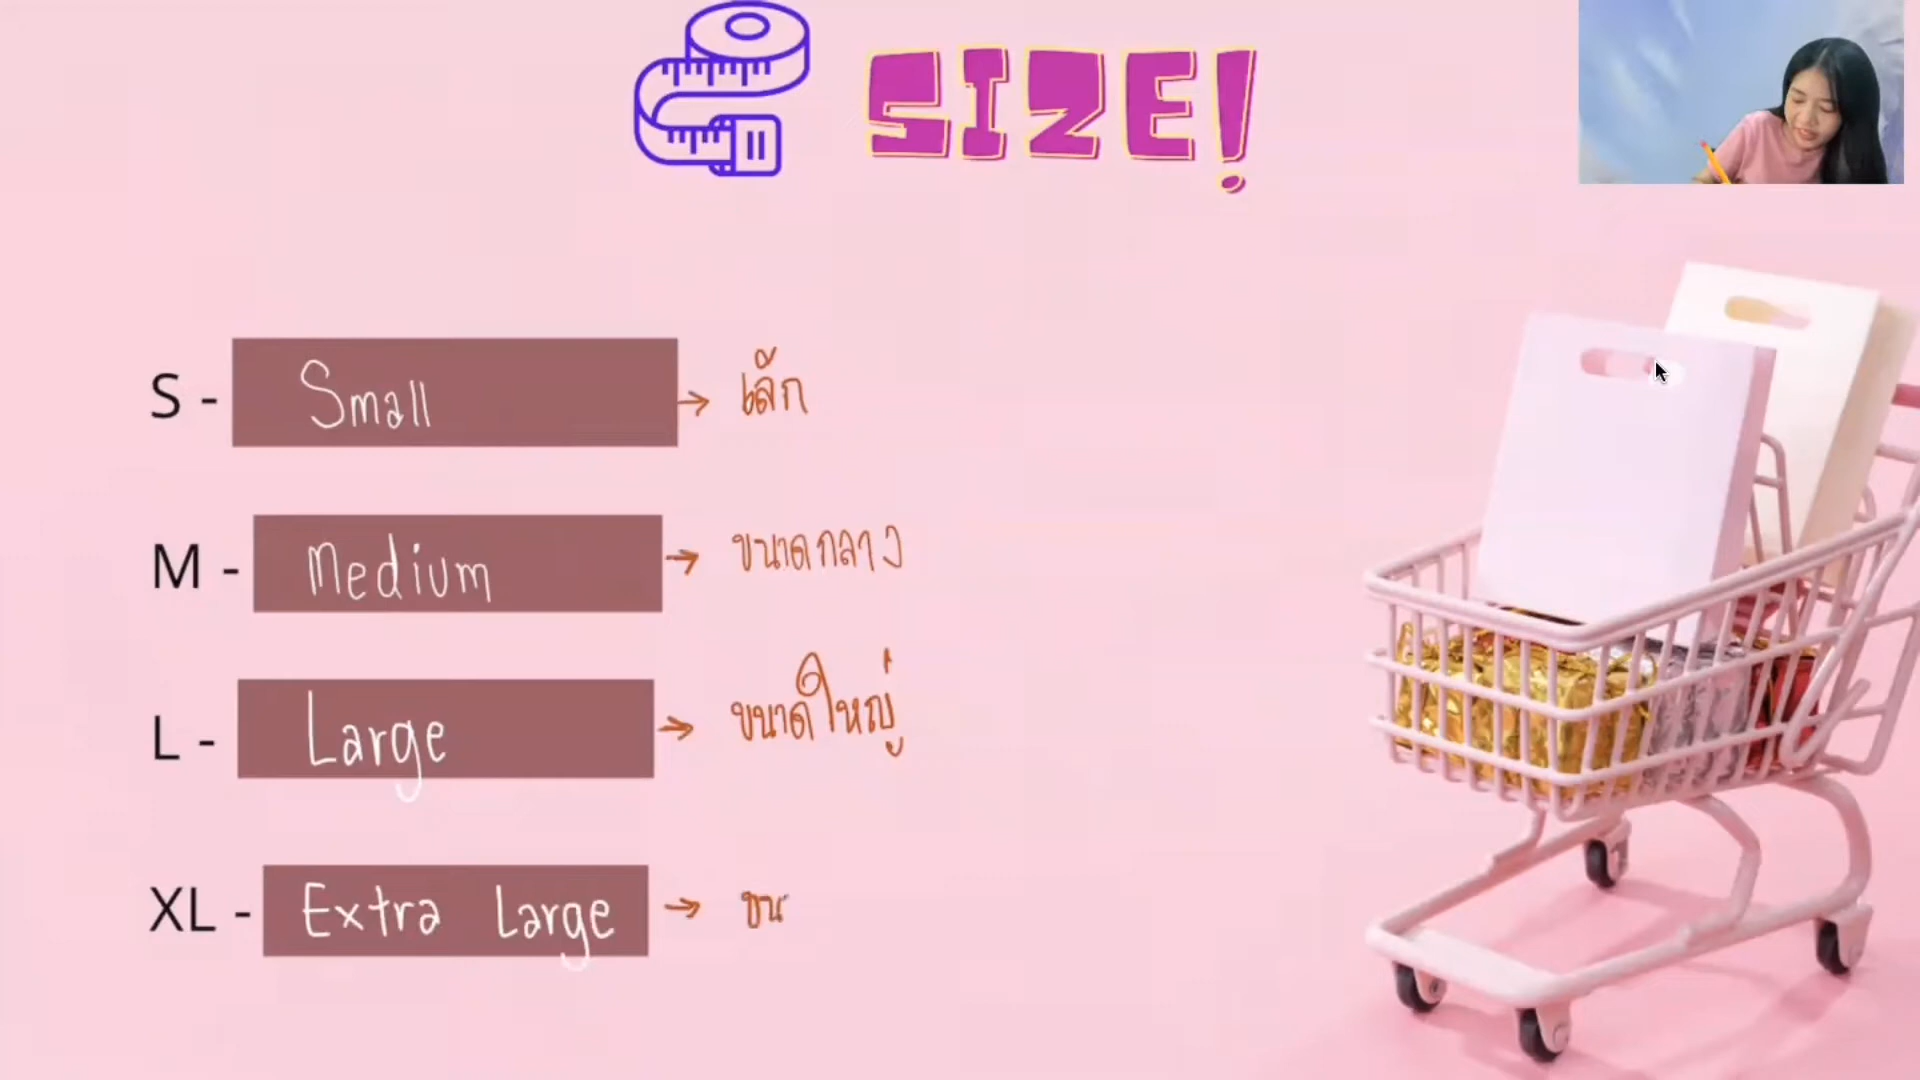 SIZE!
S - Small → เล็ก
M - Medium → ขนาดกลาง
L - Large → ขนาดใหญ่
XL - Extra Large → ขน